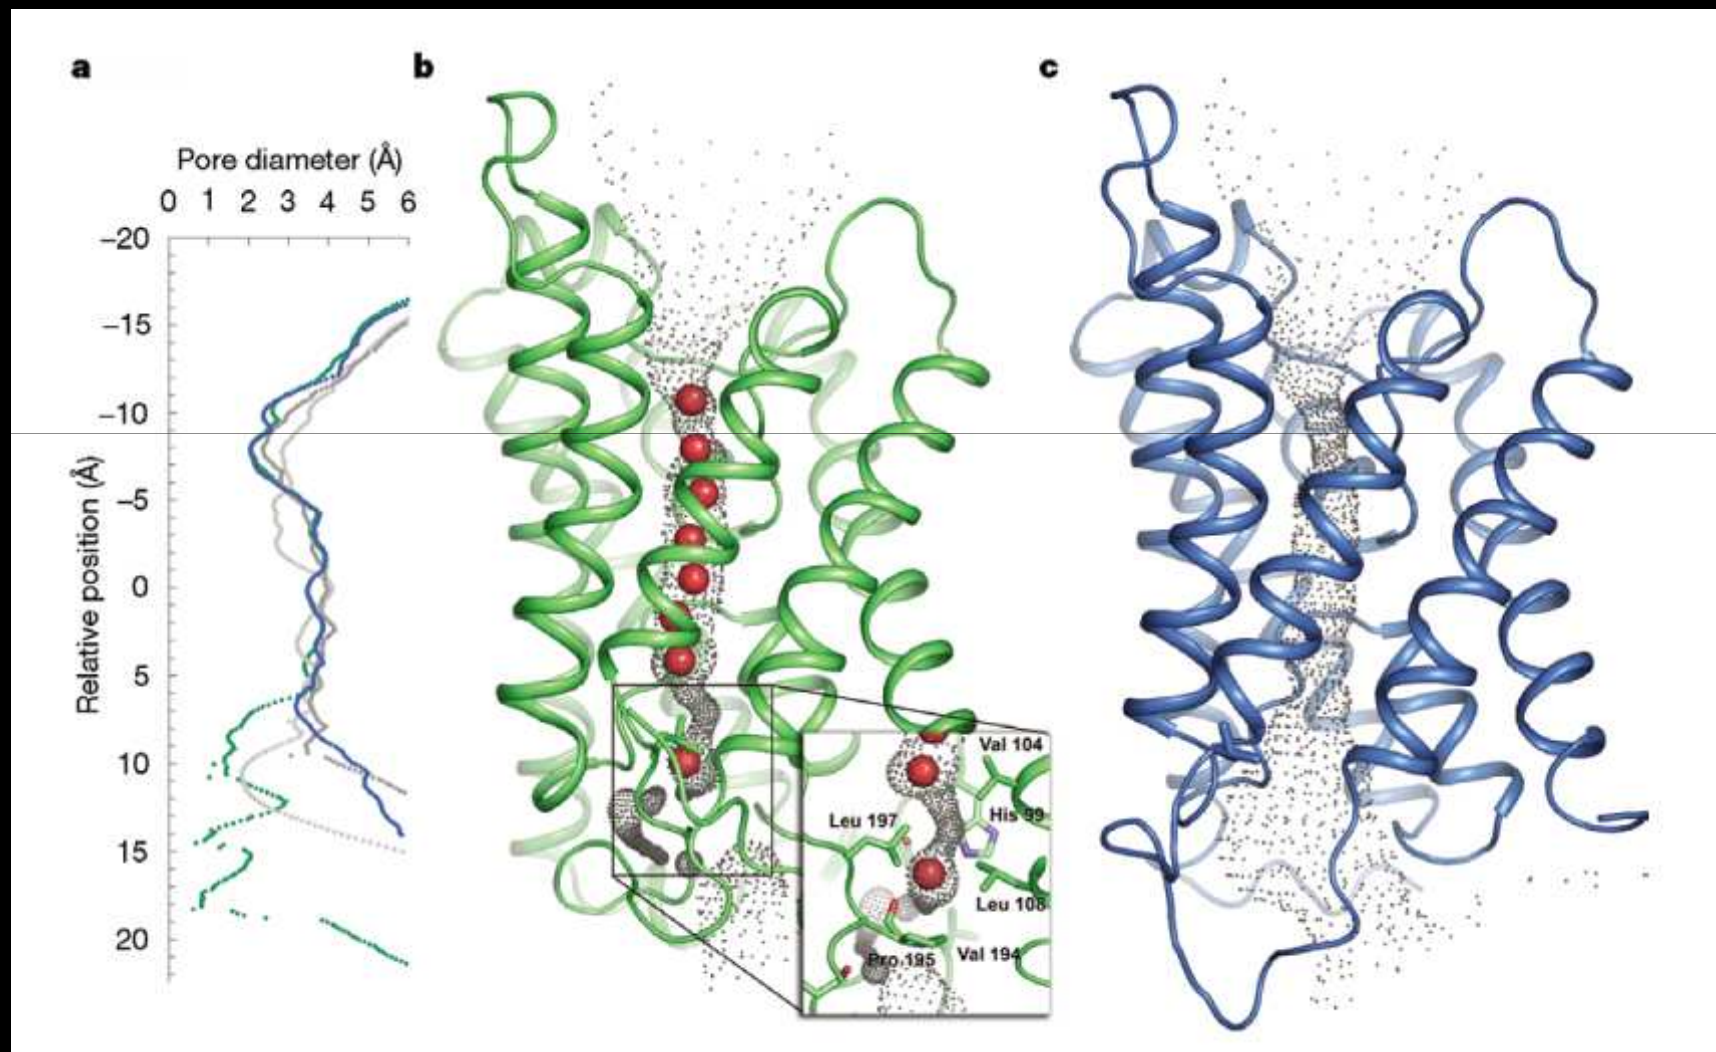 a
b
c
Pore diameter (Å)
0 1 2 3 4 5 6
−20
−15
−10
−5
0
5
10
15
20
Relative position (Å)
Val 104
His 99
Leu 197
Leu 108
Val 194
Pro 195